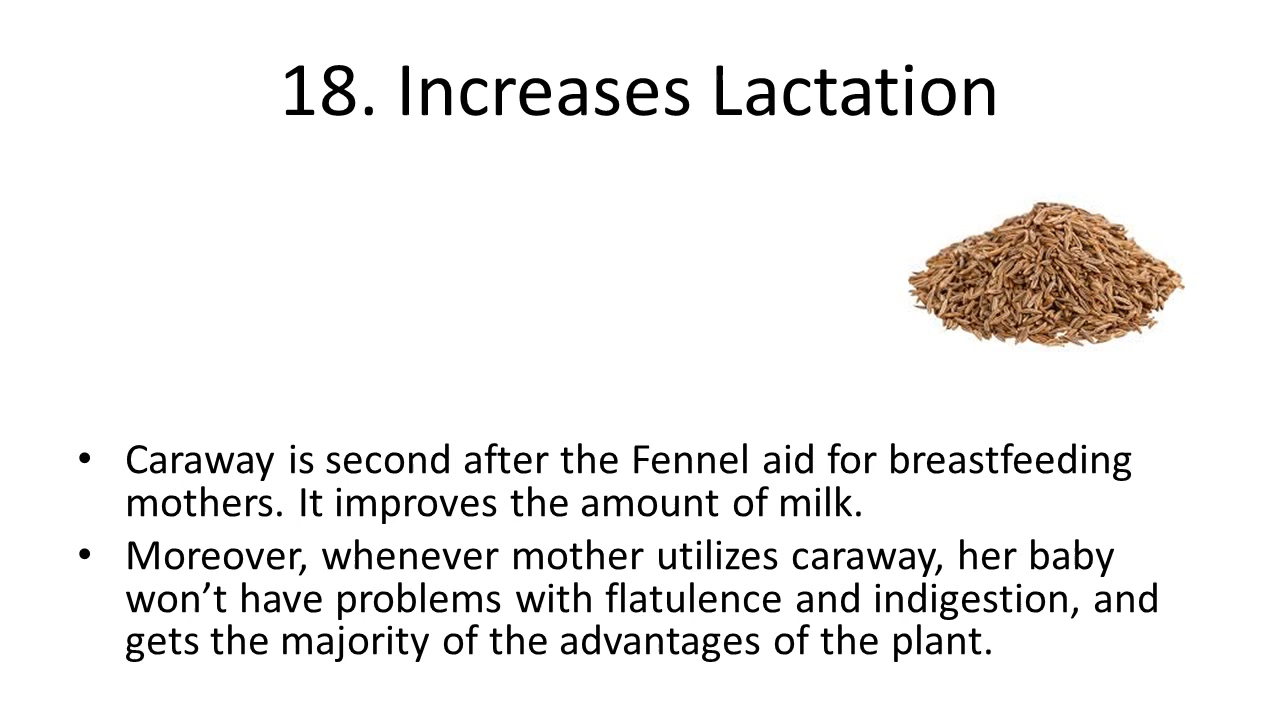 18. Increases Lactation
• Caraway is second after the Fennel aid for breastfeeding
mothers. It improves the amount of milk.
• Moreover, whenever mother utilizes caraway, her baby
won’t have problems with flatulence and indigestion, and
gets the majority of the advantages of the plant.